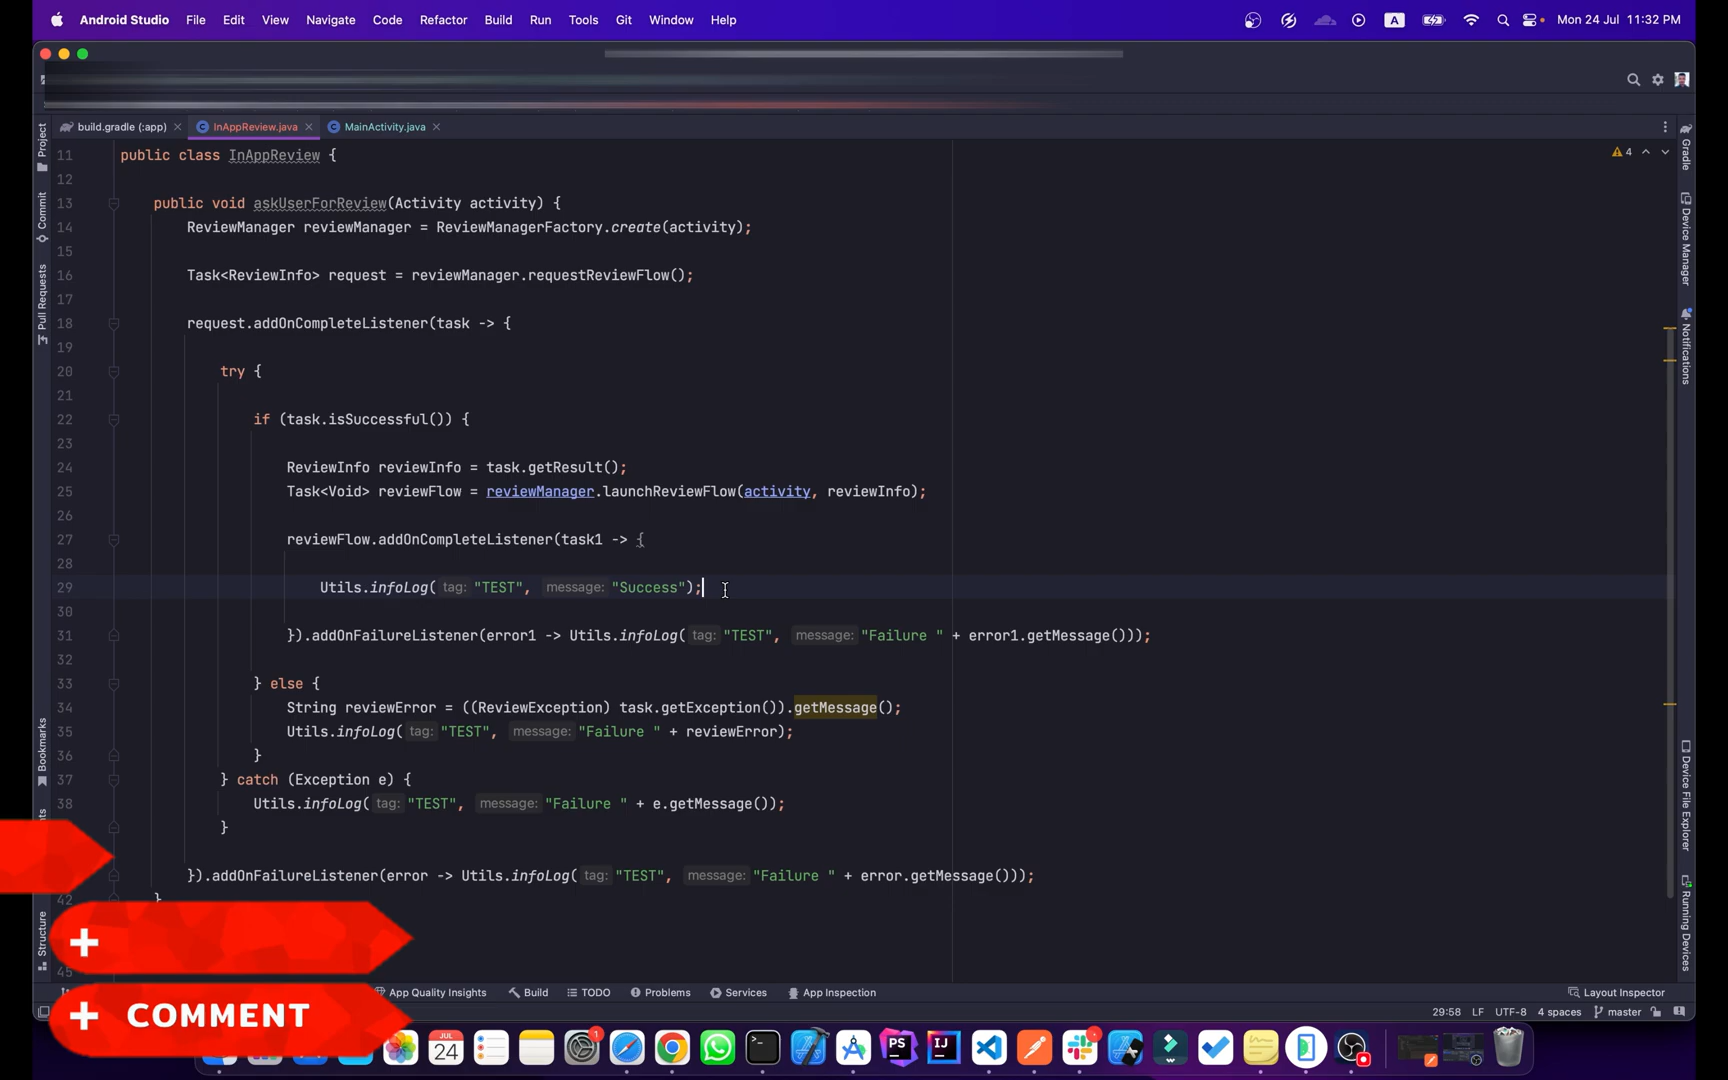 Android Studio File Edit View Navigate Code Refactor Build Run Tools Git Window Help A Mon 24 Jul 11:32 PM
build.gradle (:app) InAppReview.java MainActivity.java
4
11 public class InAppReview {
12
13 public void askUserForReview(Activity activity) {
14 ReviewManager reviewManager = ReviewManagerFactory.create(activity);
15
16 Task<ReviewInfo> request = reviewManager.requestReviewFlow();
17
18 request.addOnCompleteListener(task -> {
19
20 try {
21
22 if (task.isSuccessful()) {
23
24 ReviewInfo reviewInfo = task.getResult();
25 Task<Void> reviewFlow = reviewManager.launchReviewFlow(activity, reviewInfo);
26
27 reviewFlow.addOnCompleteListener(task1 -> {
28
29 Utils.infoLog( tag: "TEST", message: "Success");
30
31 }).addOnFailureListener(error1 -> Utils.infoLog( tag: "TEST", message: "Failure " + error1.getMessage()));
32
33 } else {
34 String reviewError = ((ReviewException) task.getException()).getMessage();
35 Utils.infoLog( tag: "TEST", message: "Failure " + reviewError);
36 }
37 } catch (Exception e) {
38 Utils.infoLog( tag: "TEST", message: "Failure " + e.getMessage());
}
}).addOnFailureListener(error -> Utils.infoLog( tag: "TEST", message: "Failure " + error.getMessage()));
42 }
45
Project
Commit
Pull Requests
Bookmarks
Structure
Gradle
Device Manager
Notifications
Device File Explorer
Running Devices
App Quality Insights Build TODO Problems Services App Inspection Layout Inspector
29:58 LF UTF-8 4 spaces master
+
+ COMMENT
JUL
24
1
PS
IJ